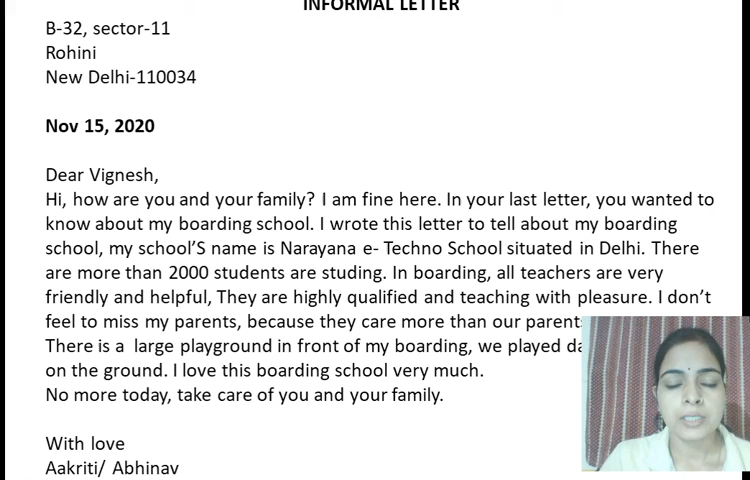 INFORMAL LETTER
B-32, sector-11
Rohini
New Delhi-110034
Nov 15, 2020
Dear Vignesh,
Hi, how are you and your family? I am fine here. In your last letter, you wanted to
know about my boarding school. I wrote this letter to tell about my boarding
school, my school’S name is Narayana e- Techno School situated in Delhi. There
are more than 2000 students are studing. In boarding, all teachers are very
friendly and helpful, They are highly qualified and teaching with pleasure. I don’t
feel to miss my parents, because they care more than our
There is a large playground in front of my boarding, we played
on the ground. I love this boarding school very much.
No more today, take care of you and your family.
With love
Aakriti/ Abhinav